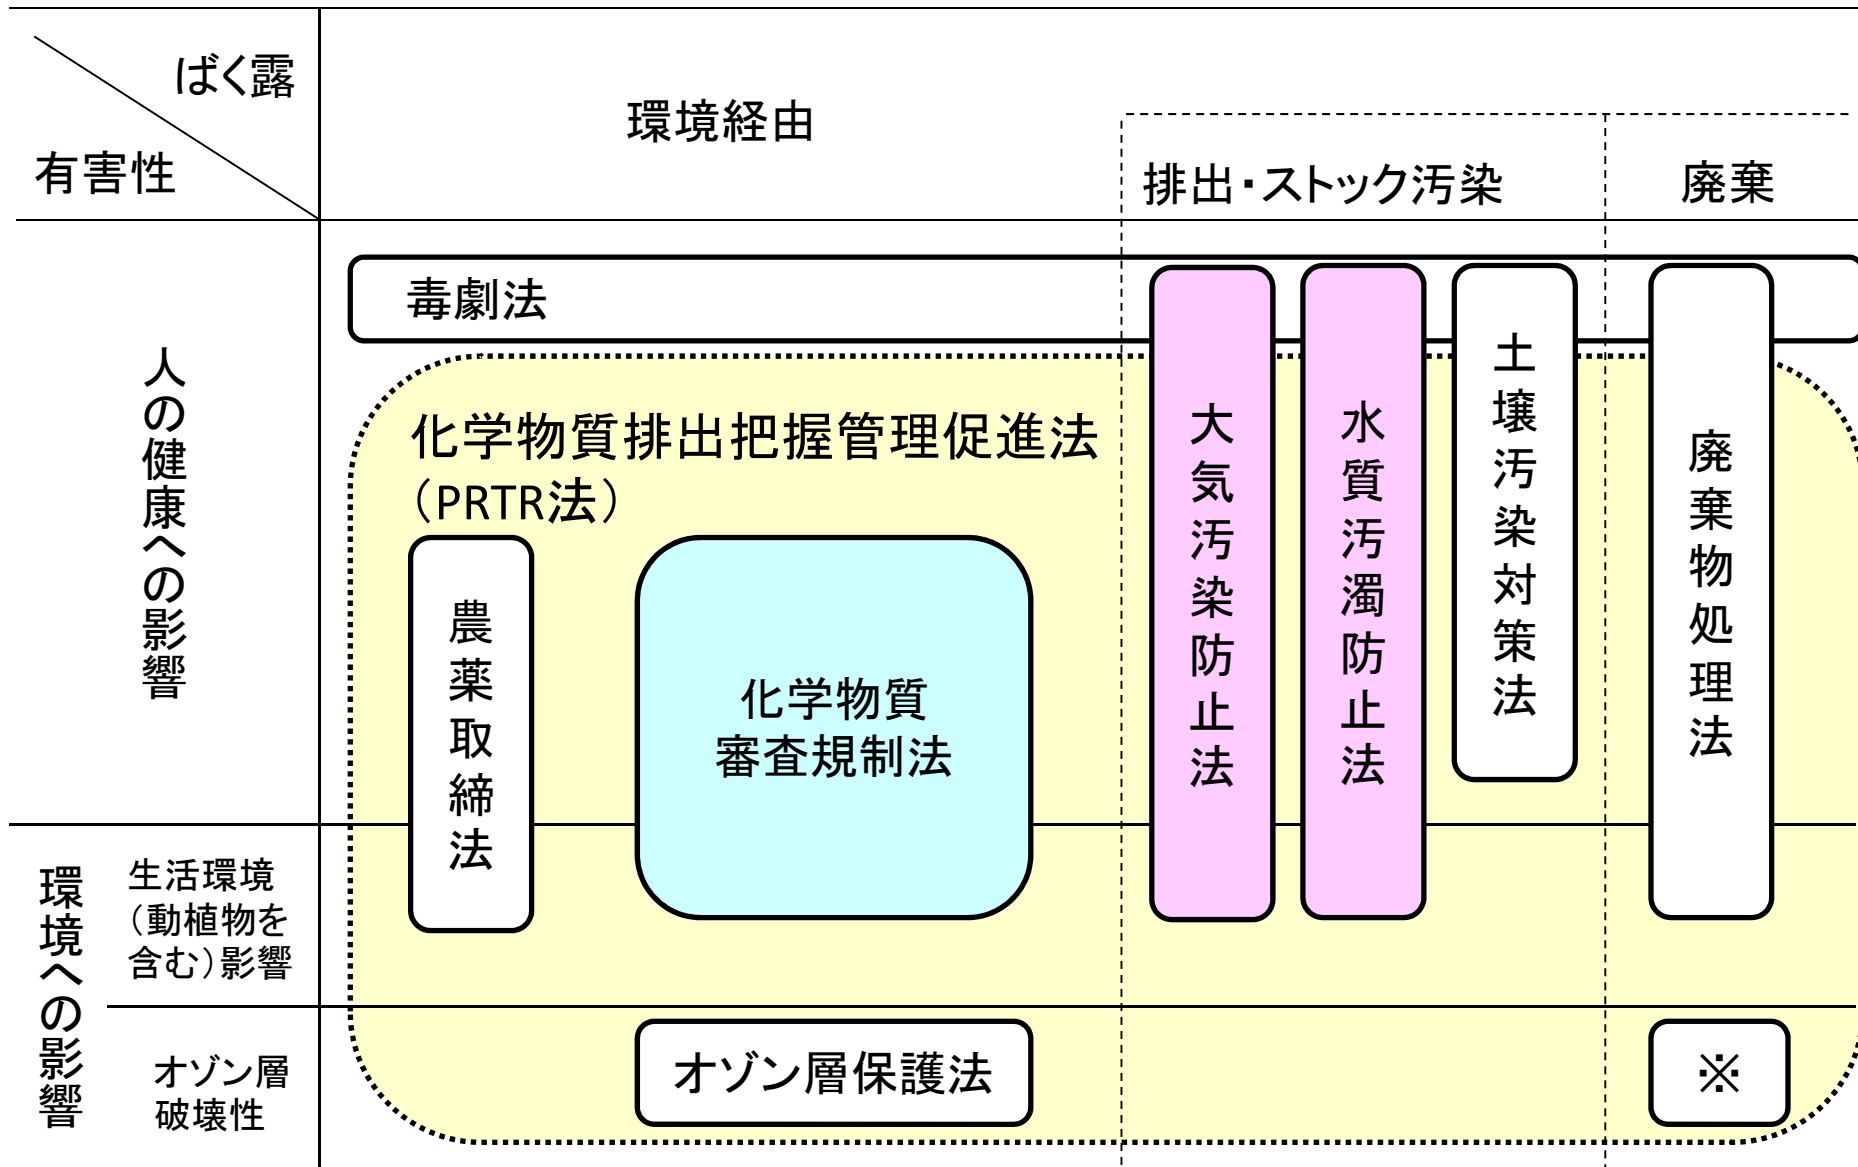 ばく露
有害性
環境経由
排出・ストック汚染
廃棄
人の健康への影響
毒劇法
化学物質排出把握管理促進法
（PRTR法）
農薬取締法
化学物質
審査規制法
大気汚染防止法
水質汚濁防止法
土壌汚染対策法
廃棄物処理法
環境への影響
生活環境
（動植物を
含む）影響
オゾン層
破壊性
オゾン層保護法
※